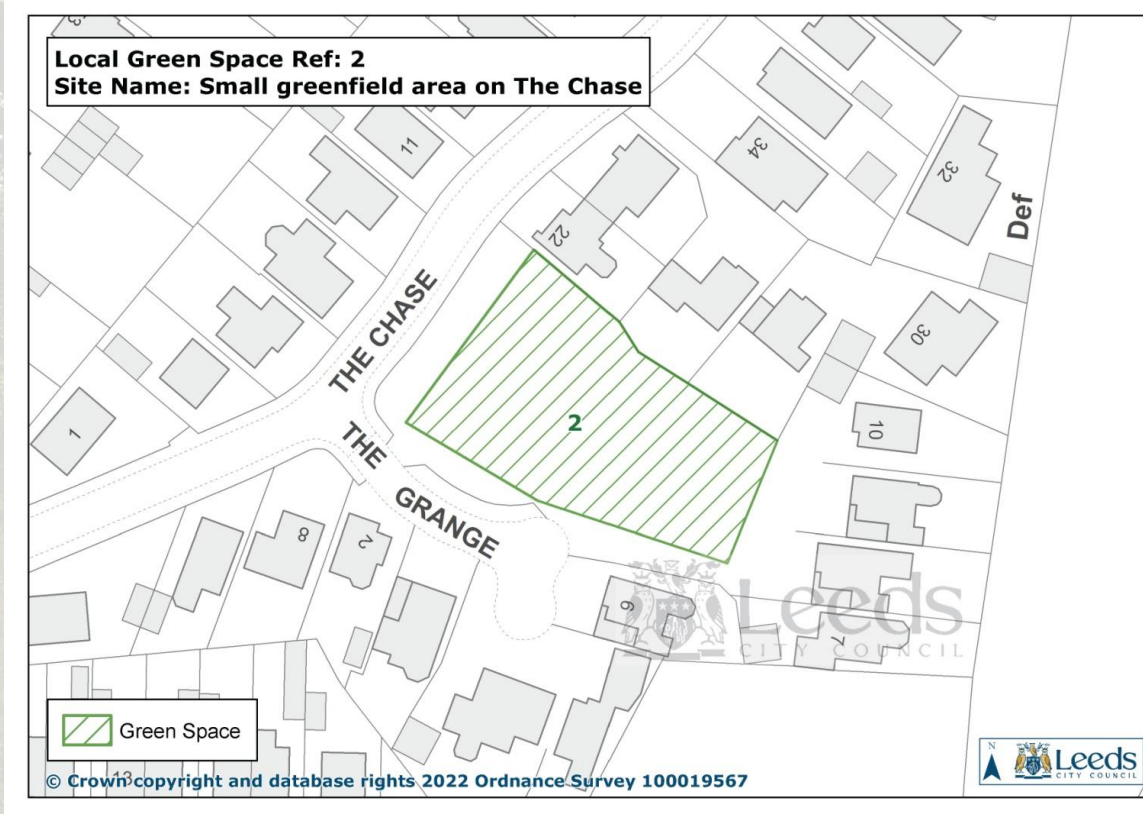 Local Green Space Ref: 2
Site Name: Small greenfield area on The Chase
11
34
32
Def
22
THE CHASE
30
2
1
10
THE
GRANGE
8
2
6
Leeds
CITY COUNCIL
7
Green Space
13
© Crown copyright and database rights 2022 Ordnance Survey 100019567
N
Leeds
CITY COUNCIL